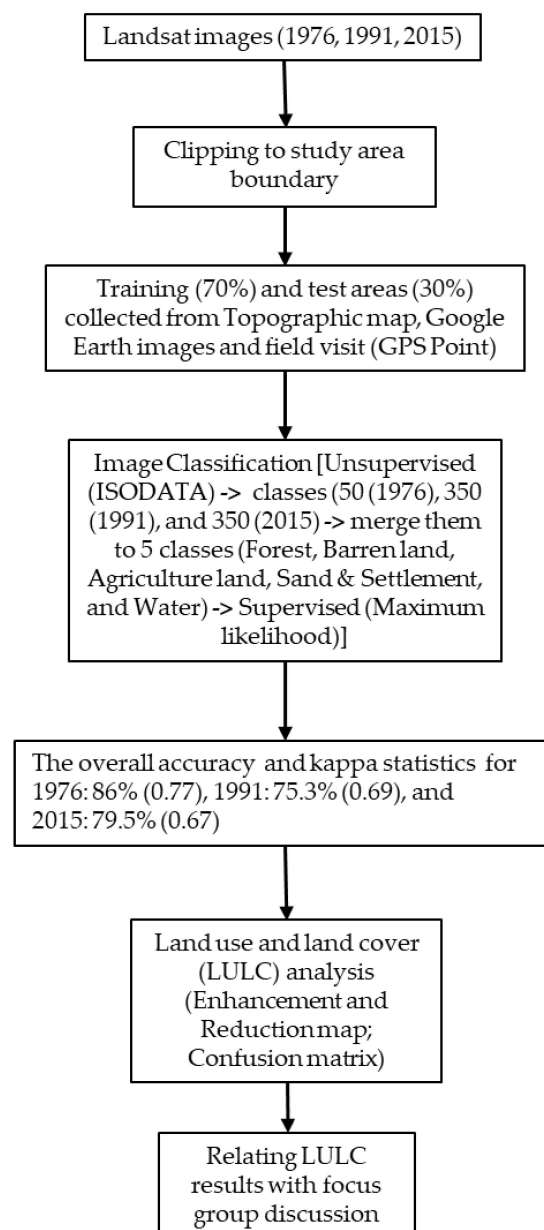 Landsat images (1976, 1991, 2015)
Clipping to study area
boundary
Training (70%) and test areas (30%)
collected from Topographic map, Google
Earth images and field visit (GPS Point)
Image Classification [Unsupervised
(ISODATA) -> classes (50 (1976), 350
(1991), and 350 (2015) -> merge them
to 5 classes (Forest, Barren land,
Agriculture land, Sand & Settlement,
and Water) -> Supervised (Maximum
likelihood)]
The overall accuracy and kappa statistics for
1976: 86% (0.77), 1991: 75.3% (0.69), and
2015: 79.5% (0.67)
Land use and land cover
(LULC) analysis
(Enhancement and
Reduction map;
Confusion matrix)
Relating LULC
results with focus
group discussion